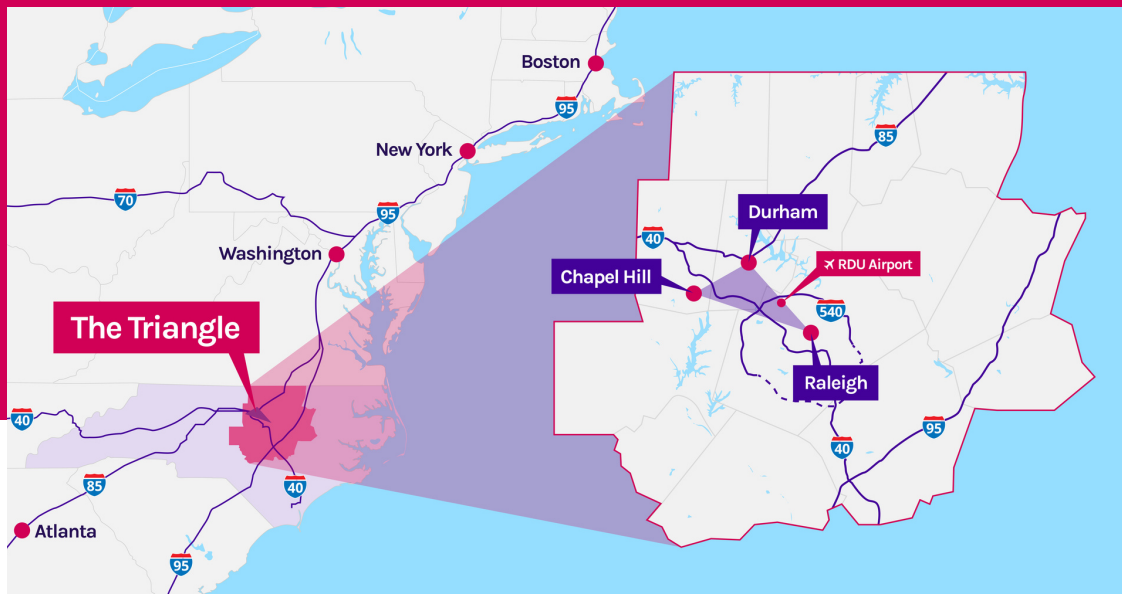 Boston
95
New York
70
95
Washington
The Triangle
40
85
40
Atlanta
95
85
Durham
40
RDU Airport
Chapel Hill
540
Raleigh
95
40